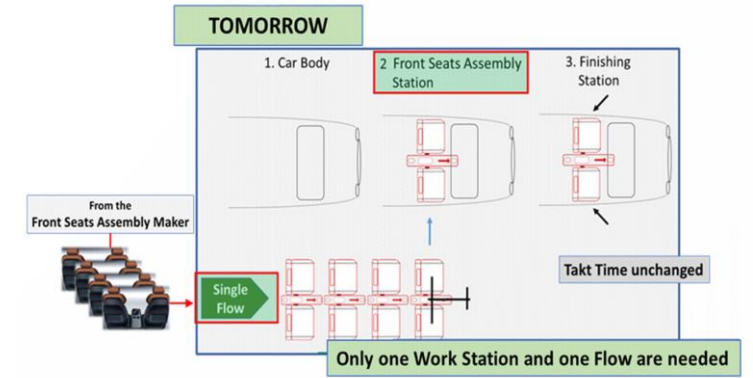 TOMORROW
1. Car Body
2 Front Seats Assembly
Station
3. Finishing
Station
From the
Front Seats Assembly Maker
Single
Flow
Takt Time unchanged
Only one Work Station and one Flow are needed